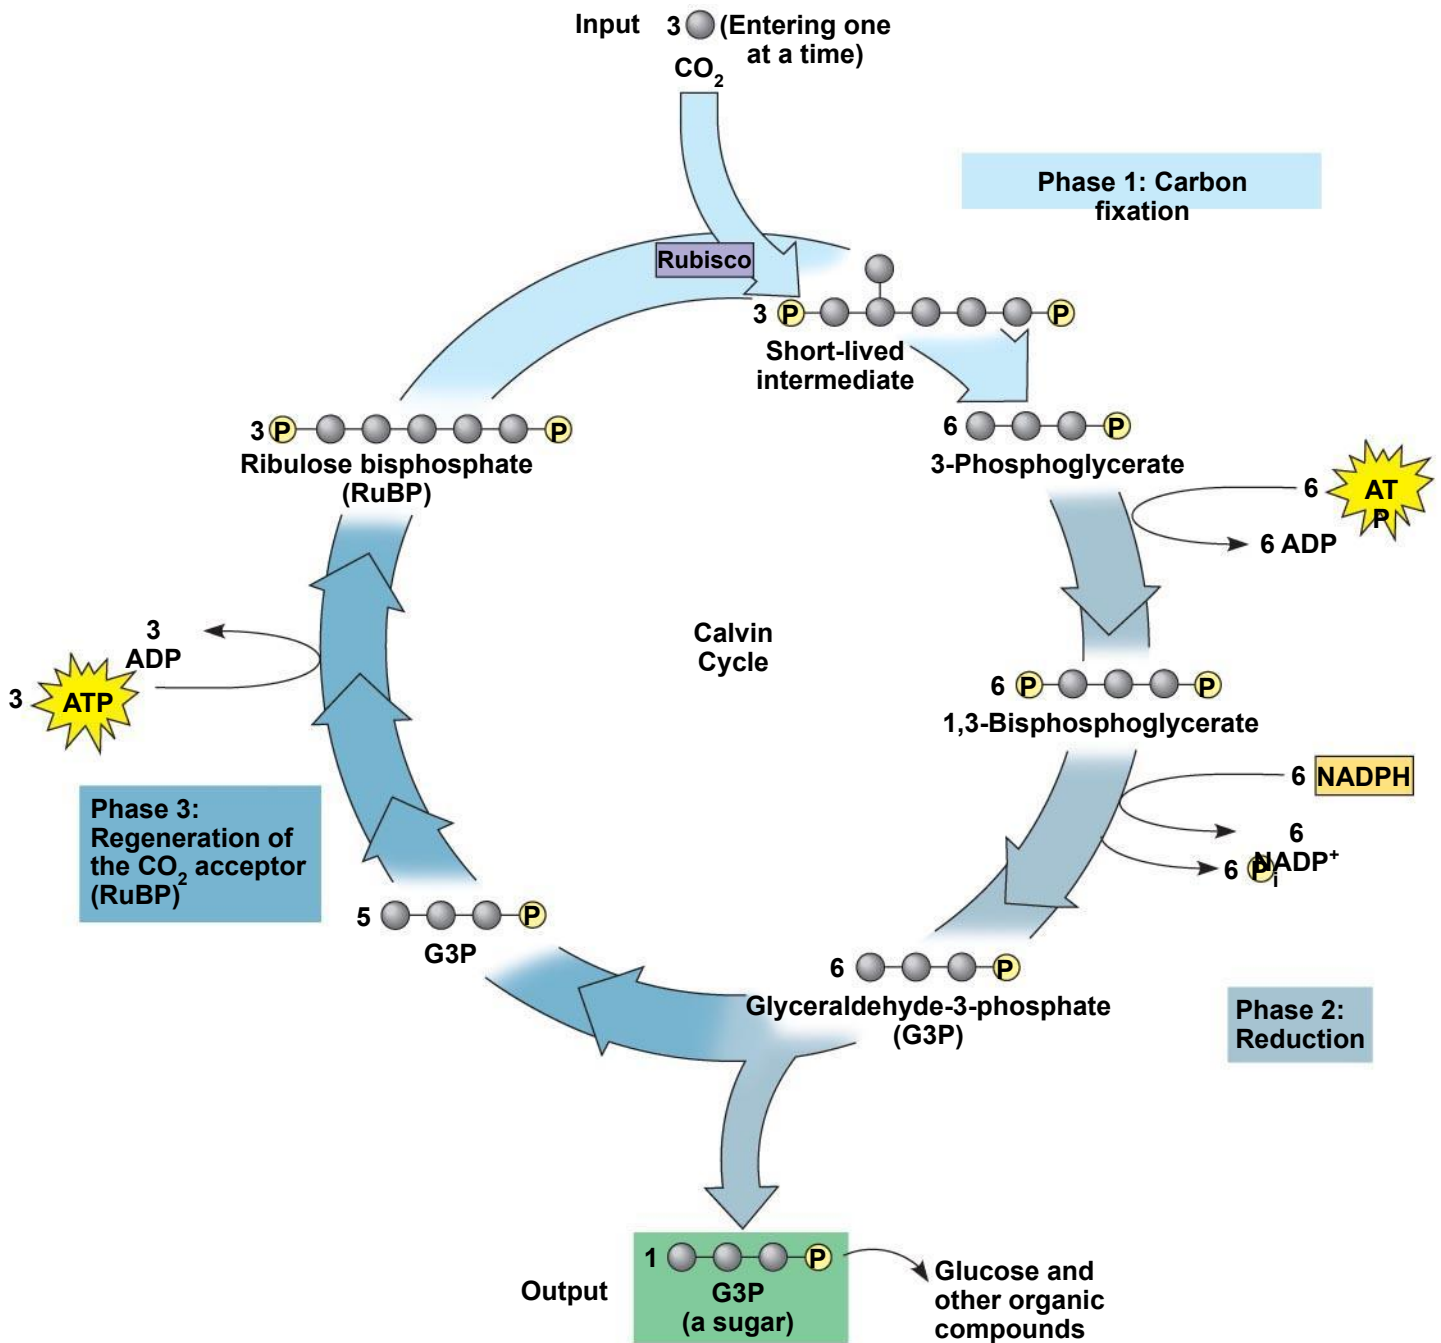 Input 3 (Entering one
at a time)
CO2
Phase 1: Carbon
fixation
Rubisco
3 P P
Short-lived
intermediate
3 P P
Ribulose bisphosphate
(RuBP)
6 P
3-Phosphoglycerate
6 AT
P
6 ADP
Calvin
Cycle
3
ADP
3 ATP
6 P P
1,3-Bisphosphoglycerate
6 NADPH
6
NADP+
6 Pi
Phase 3:
Regeneration of
the CO2 acceptor
(RuBP)
5 P
G3P
6 P
Glyceraldehyde-3-phosphate
(G3P)
Phase 2:
Reduction
Output
1 P
G3P
(a sugar)
Glucose and
other organic
compounds